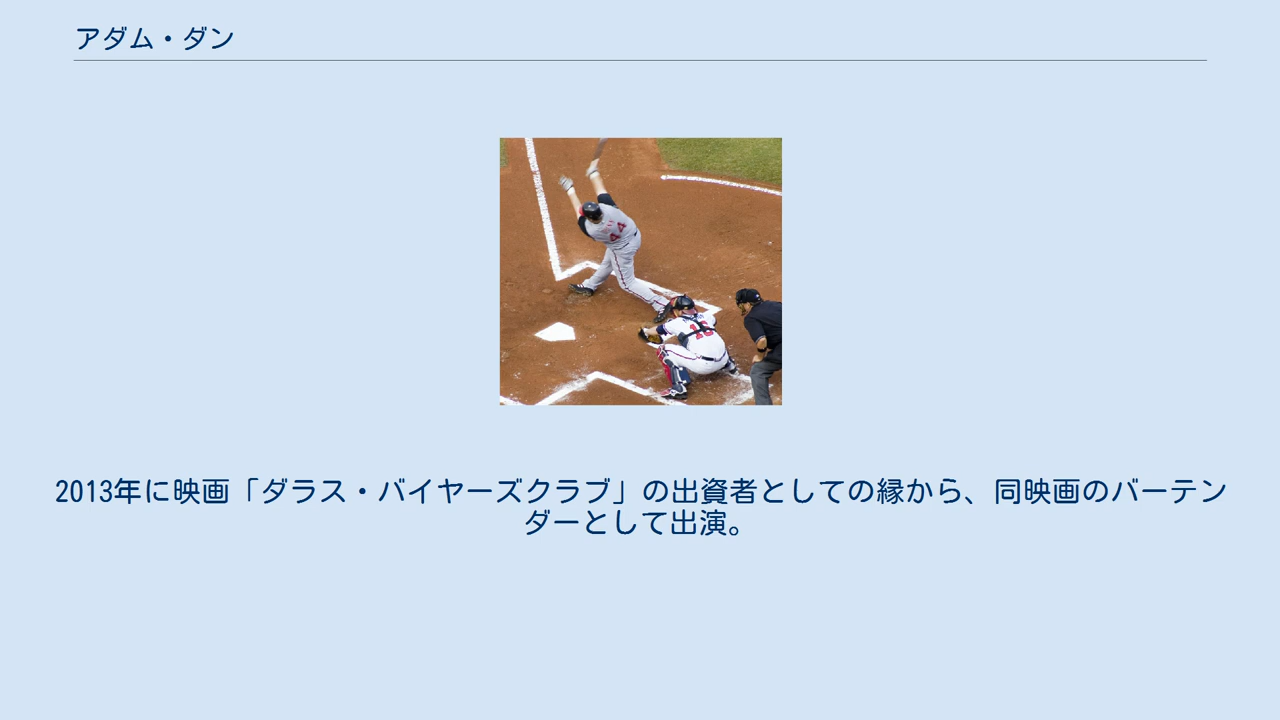 アダム・ダン
44
16
2013年に映画「ダラス・バイヤーズクラブ」の出資者としての縁から、同映画のバーテン
ダーとして出演。